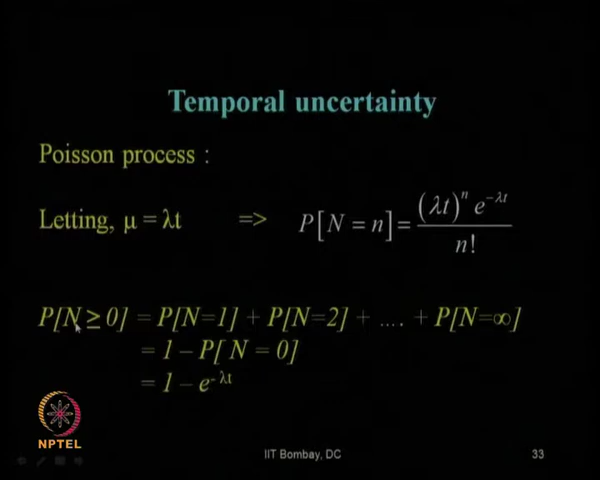 Temporal uncertainty
Poisson process :
Letting, μ = λt => P[N = n] = (λt)ⁿ e^(-λt) / n!
P[N ≥ 0] = P[N=1] + P[N=2] + .... + P[N=∞]
= 1 – P[ N = 0]
= 1 – e^(- λt)
NPTEL
IIT Bombay, DC
33